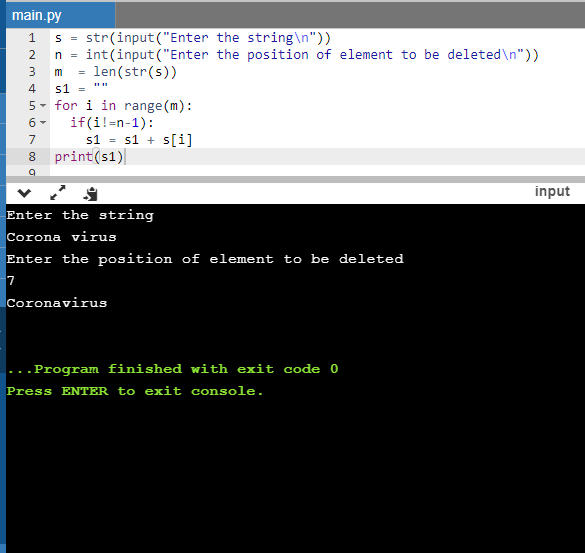 main.py
1 s = str(input("Enter the string\n"))
2 n = int(input("Enter the position of element to be deleted\n"))
3 m  = len(str(s))
4 s1 = ""
5 for i in range(m):
6   if(i!=n-1):
7     s1 = s1 + s[i]
8 print(s1)
9
input
Enter the string
Corona virus
Enter the position of element to be deleted
7
Coronavirus
...Program finished with exit code 0
Press ENTER to exit console.